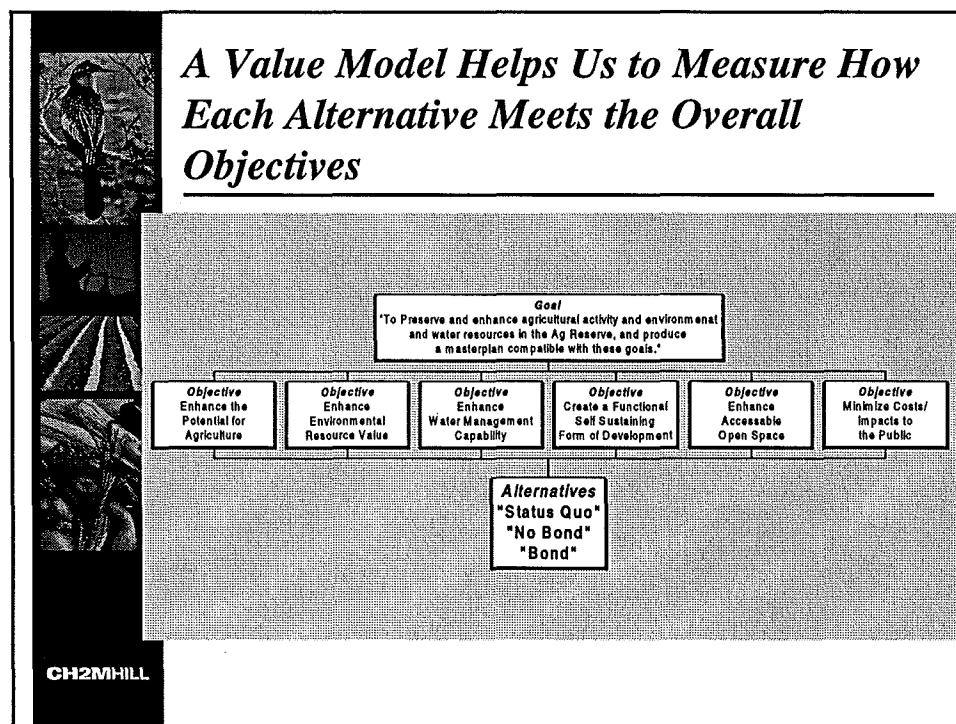 A Value Model Helps Us to Measure How
Each Alternative Meets the Overall
Objectives
Goal
"To Preserve and enhance agricultural activity and environmenat
and water resources in the Ag Reserve, and produce
a masterplan compatible with these goals."
Objective
Enhance the
Potential for
Agriculture
Objective
Enhance
Environmental
Resource Value
Objective
Enhance
Water Management
Capability
Objective
Create a Functional
Self Sustaining
Form of Development
Objective
Enhance
Accessable
Open Space
Objective
Minimize Costs/
Impacts to
the Public
Alternatives
"Status Quo"
"No Bond"
"Bond"
CH2MHILL